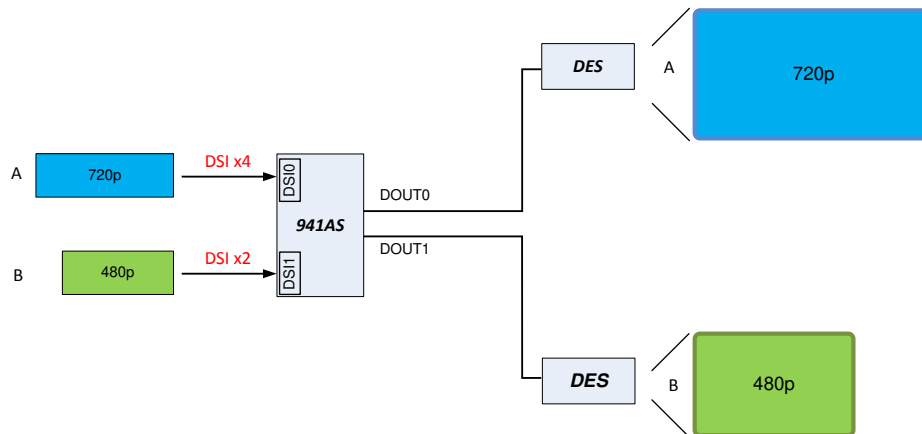 DES
A
720p
A
720p
DSI x4
DSI0
DOUT0
941AS
DOUT1
B
480p
DSI x2
DSI1
DES
B
480p